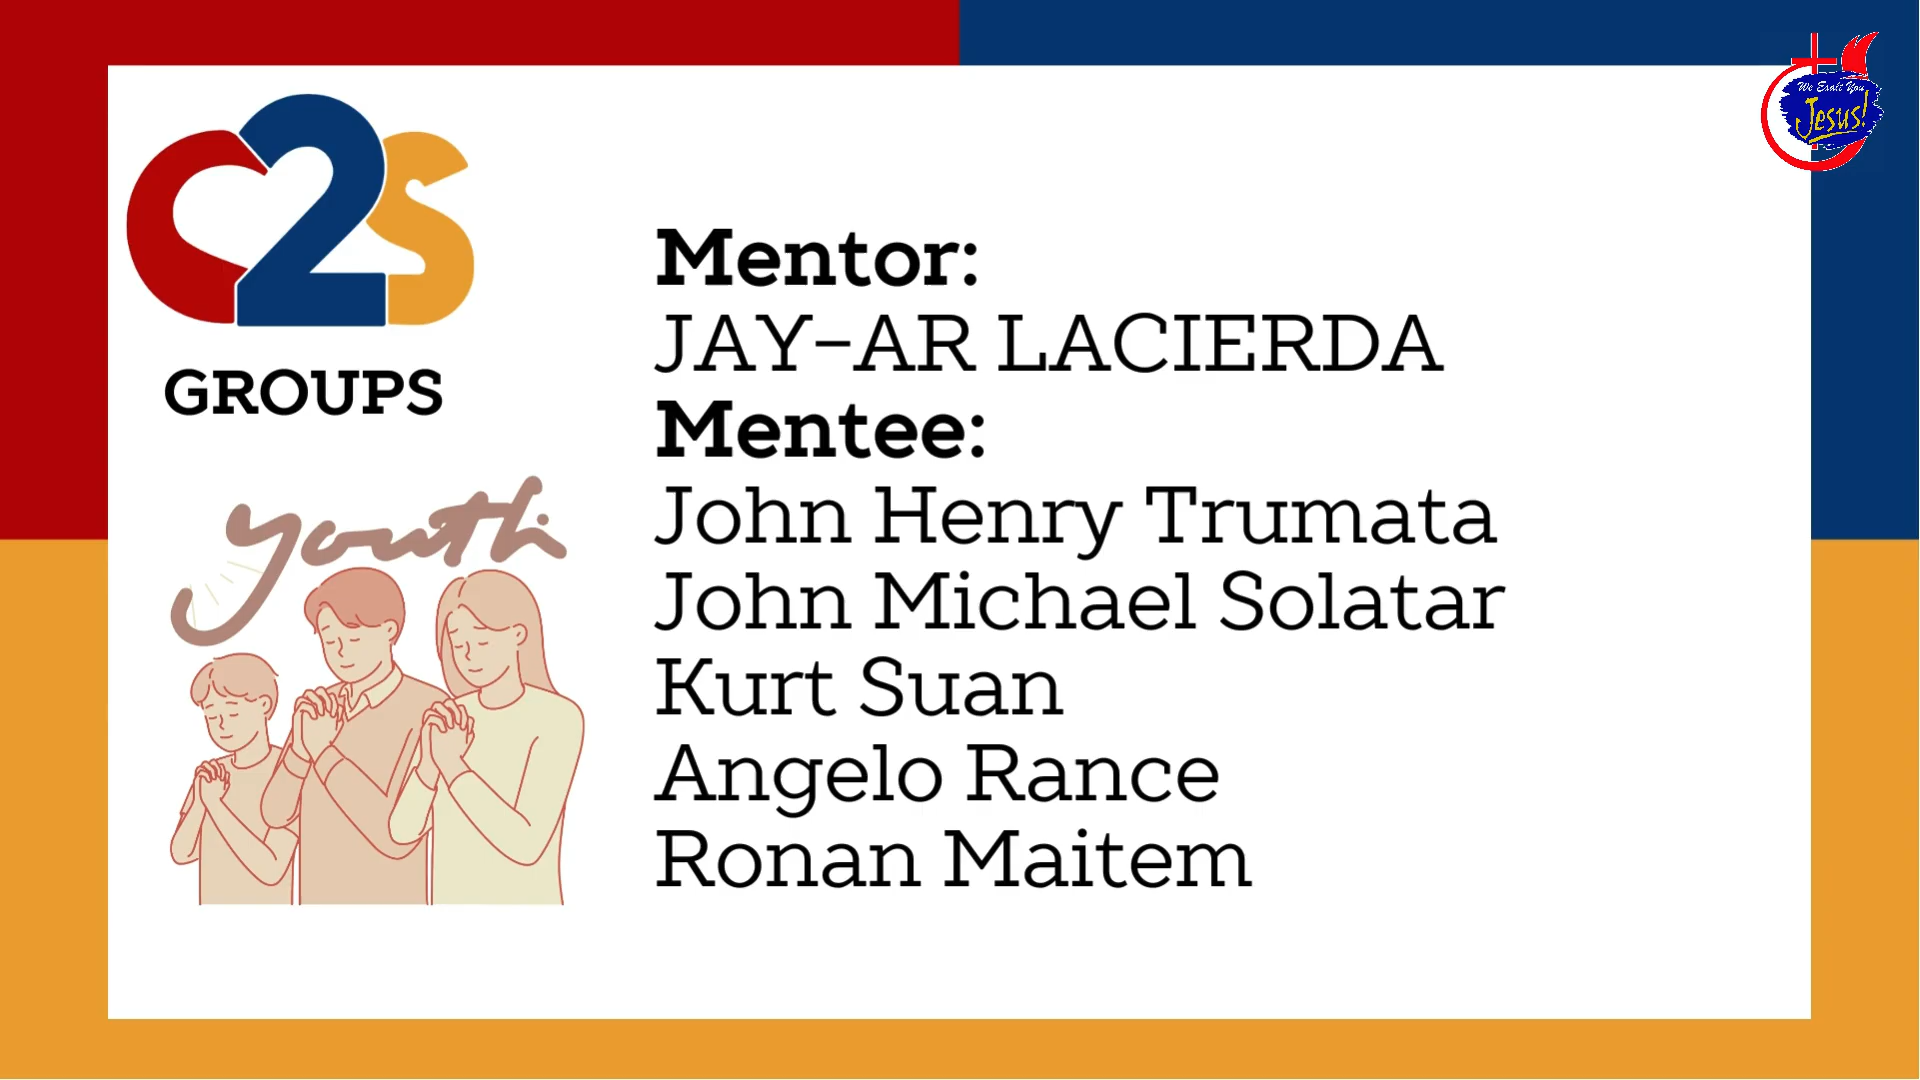 C2S
GROUPS
youth
Mentor:
JAY-AR LACIERDA
Mentee:
John Henry Trumata
John Michael Solatar
Kurt Suan
Angelo Rance
Ronan Maitem
We Exalt You
Jesus!